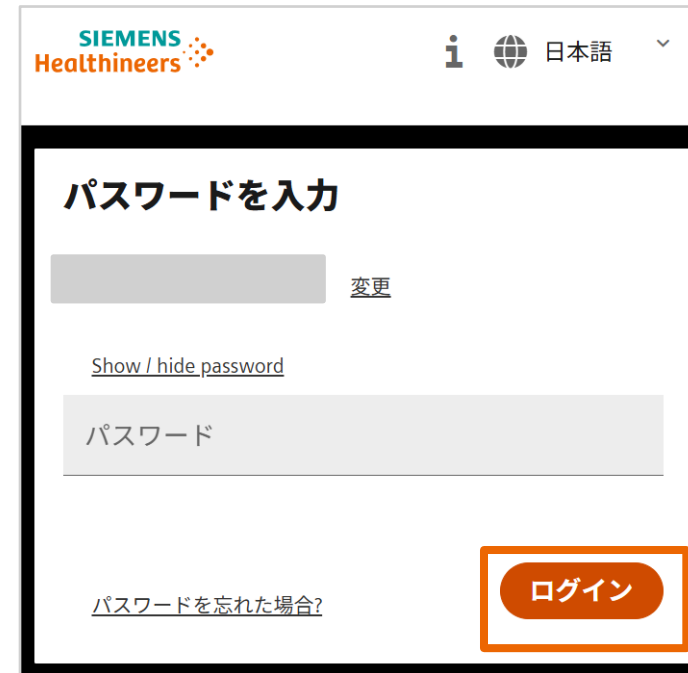 SIEMENS
Healthineers
i 日本語
パスワードを入力
変更
Show / hide password
パスワード
パスワードを忘れた場合?
ログイン